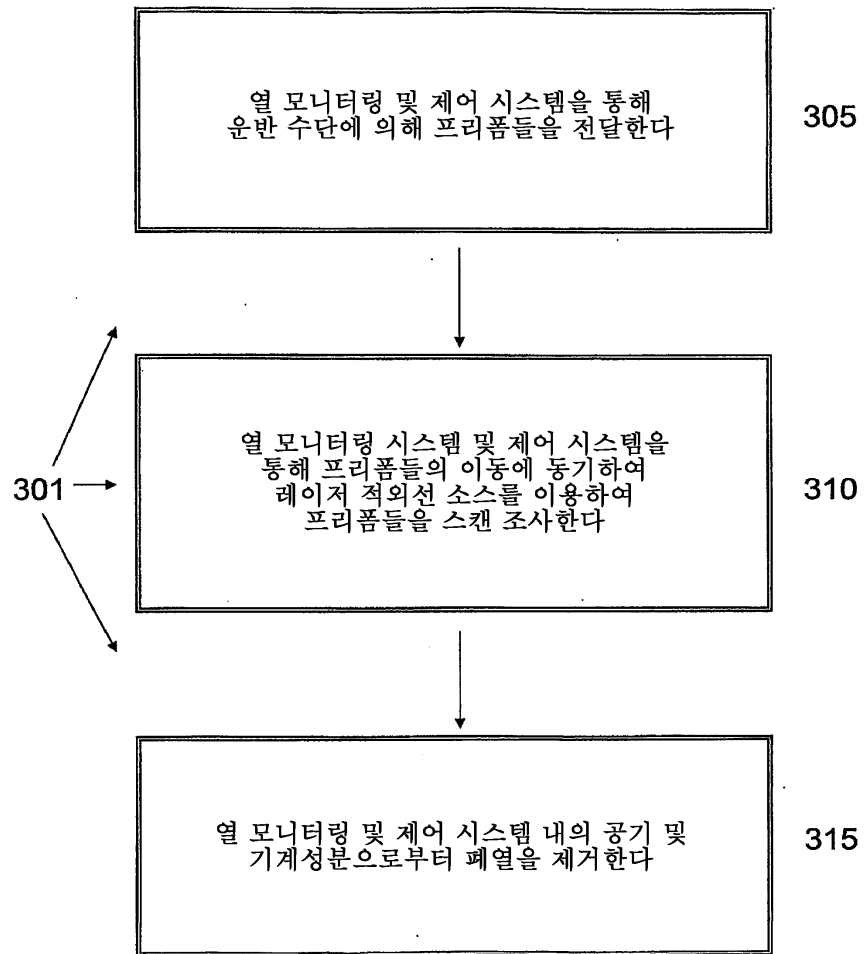 열 모니터링 및 제어 시스템을 통해
운반 수단에 의해 프리폼들을 전달한다
305
열 모니터링 시스템 및 제어 시스템을
통해 프리폼들의 이동에 동기하여
레이저 적외선 소스를 이용하여
프리폼들을 스캔 조사한다
301
310
열 모니터링 및 제어 시스템 내의 공기 및
기계성분으로부터 폐열을 제거한다
315